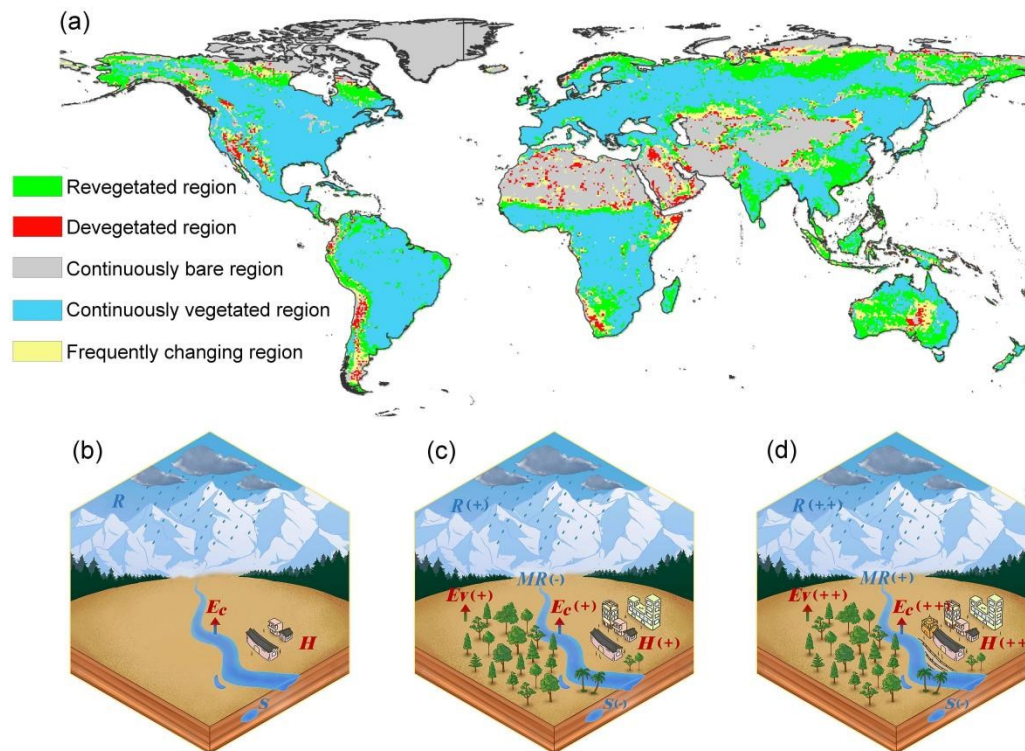 (a)
Revegetated region
Devegetated region
Continuously bare region
Continuously vegetated region
Frequently changing region
(b)
(c)
(d)
R
Ec
H
S
R(+)
MR(-)
Ev(+)
Ec(+)
H(+)
S(-)
R(++)
MR(+)
Ev(++)
Ec(++)
H(++
S(-)